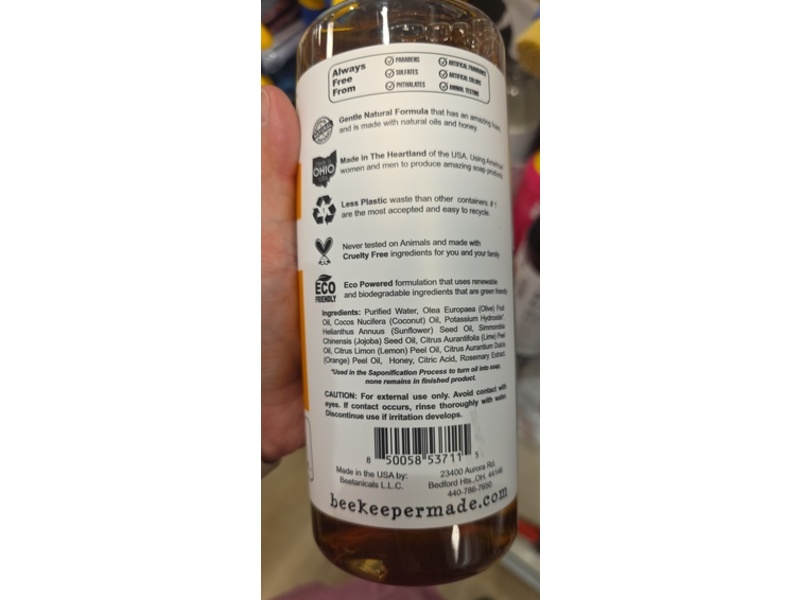 Always
Free
From
PARABENS
SULFATES
PHTHALATES
ARTIFICIAL FRAGRANCE
ARTIFICIAL COLORS
ANIMAL TESTING
Gentle Natural Formula that has an amazing
and is made with natural oils and honey.
OHIO
Made in The Heartland of the USA. Using American
women and men to produce amazing soap products
Less Plastic waste than other containers. # 1
are the most accepted and easy to recycle.
1
Never tested on Animals and made with
Cruelty Free ingredients for you and your family
ECO
FRIENDLY
Eco Powered formulation that uses renewable
and biodegradable ingredients that are green friendly
Ingredients: Purified Water, Olea Europaea (Olive) Fruit
Oil, Cocos Nucifera (Coconut) Oil, Potassium Hydroxide*,
Helianthus Annuus (Sunflower) Seed Oil, Simmondsia
Chinensis (Jojoba) Seed Oil, Citrus Aurantifolia (Lime) Peel
Oil, Citrus Limon (Lemon) Peel Oil, Citrus Aurantium Dulcis
(Orange) Peel Oil, Honey, Citric Acid, Rosemary Extract.
*Used in the Saponification Process to turn oil into soap,
none remains in finished product.
CAUTION: For external use only. Avoid contact with
eyes. If contact occurs, rinse thoroughly with water.
Discontinue use if irritation develops.
8 50058 53711 5
Made in the USA by:
Beetanicals L.L.C.
23400 Aurora Rd.
Bedford Hts.,OH. 44146
440-786-7650
beekeepermade.com